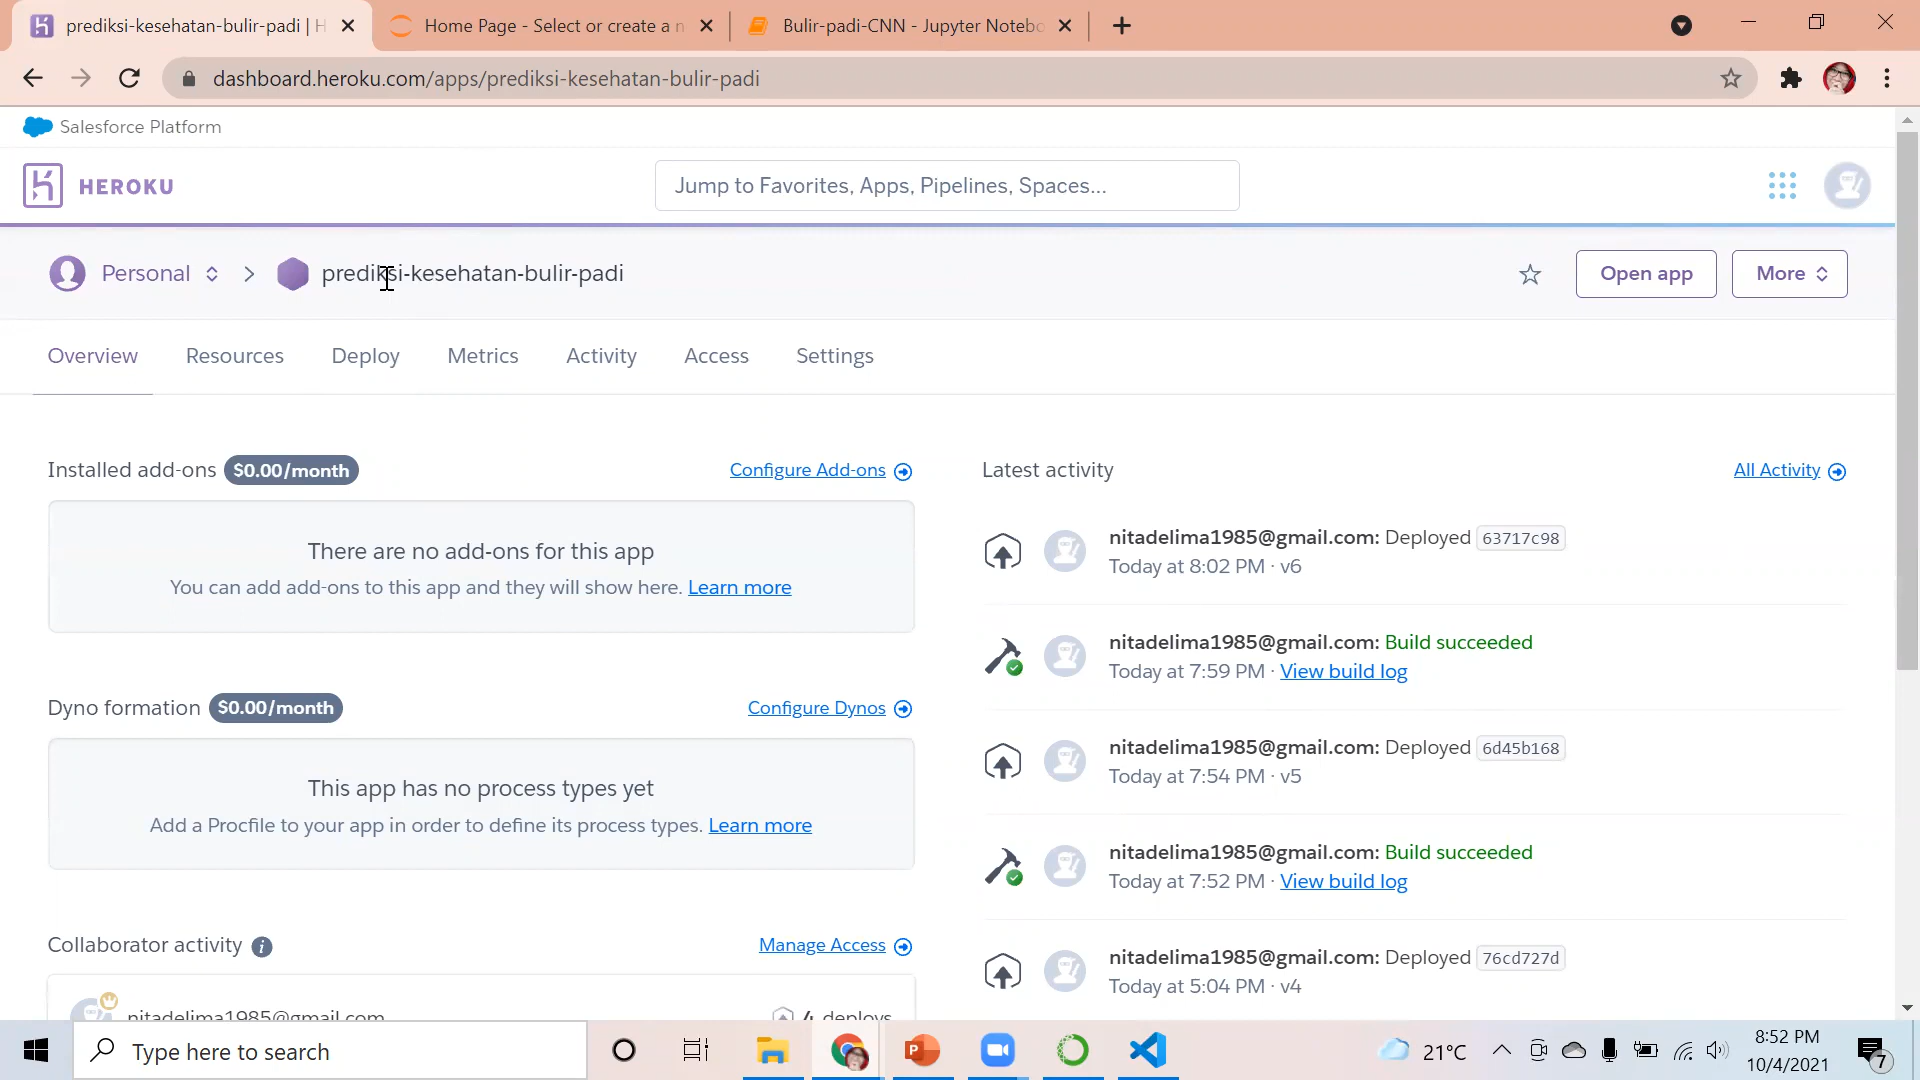 prediksi-kesehatan-bulir-padi | H
Home Page - Select or create a n
Bulir-padi-CNN - Jupyter Notebo
dashboard.heroku.com/apps/prediksi-kesehatan-bulir-padi
Salesforce Platform
HEROKU
Jump to Favorites, Apps, Pipelines, Spaces...
Personal
prediksi-kesehatan-bulir-padi
Open app
More
Overview
Resources
Deploy
Metrics
Activity
Access
Settings
Installed add-ons $0.00/month
Configure Add-ons
There are no add-ons for this app
You can add add-ons to this app and they will show here. Learn more
Dyno formation $0.00/month
Configure Dynos
This app has no process types yet
Add a Procfile to your app in order to define its process types. Learn more
Collaborator activity
Manage Access
nitadelima1985@gmail.com
4 deploys
Latest activity
All Activity
nitadelima1985@gmail.com: Deployed 63717c98
Today at 8:02 PM · v6
nitadelima1985@gmail.com: Build succeeded
Today at 7:59 PM · View build log
nitadelima1985@gmail.com: Deployed 6d45b168
Today at 7:54 PM · v5
nitadelima1985@gmail.com: Build succeeded
Today at 7:52 PM · View build log
nitadelima1985@gmail.com: Deployed 76cd727d
Today at 5:04 PM · v4
Type here to search
21°C
8:52 PM
10/4/2021
7